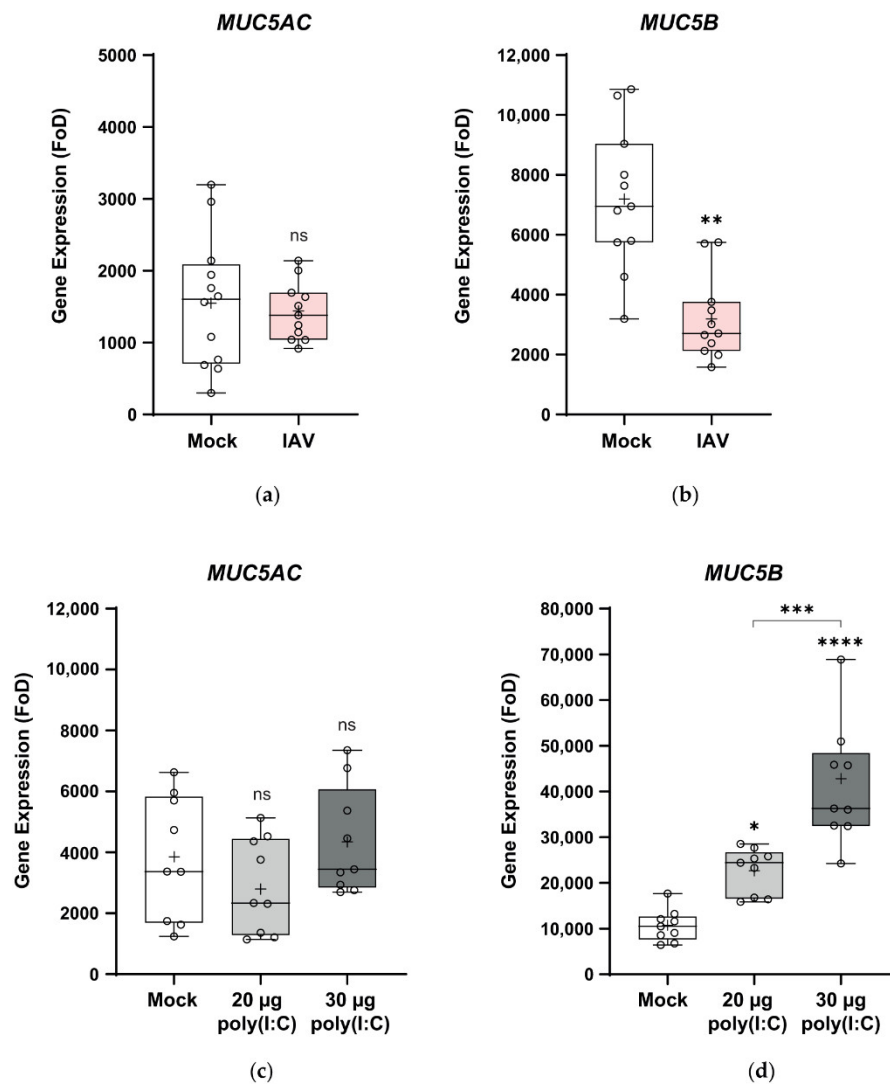 MUC5AC
MUC5B
5000
4000
3000
2000
1000
0
Gene Expression (FoD)
ns
Mock
IAV
12,000
10,000
8000
6000
4000
2000
0
Gene Expression (FoD)
**
Mock
IAV
(a)
(b)
MUC5AC
MUC5B
12,000
10,000
8000
6000
4000
2000
0
Gene Expression (FoD)
ns
ns
Mock
20 µg
poly(I:C)
30 µg
poly(I:C)
80,000
70,000
60,000
50,000
40,000
30,000
20,000
10,000
0
Gene Expression (FoD)
***
****
*
Mock
20 µg
poly(I:C)
30 µg
poly(I:C)
(c)
(d)